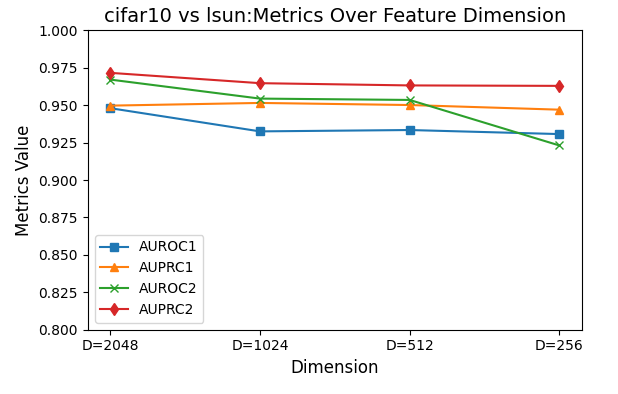 cifar10 vs lsun:Metrics Over Feature Dimension
1.000
0.975
0.950
0.925
0.900
0.875
0.850
0.825
0.800
Metrics Value
AUROC1
AUPRC1
AUROC2
AUPRC2
D=2048 D=1024 D=512 D=256
Dimension